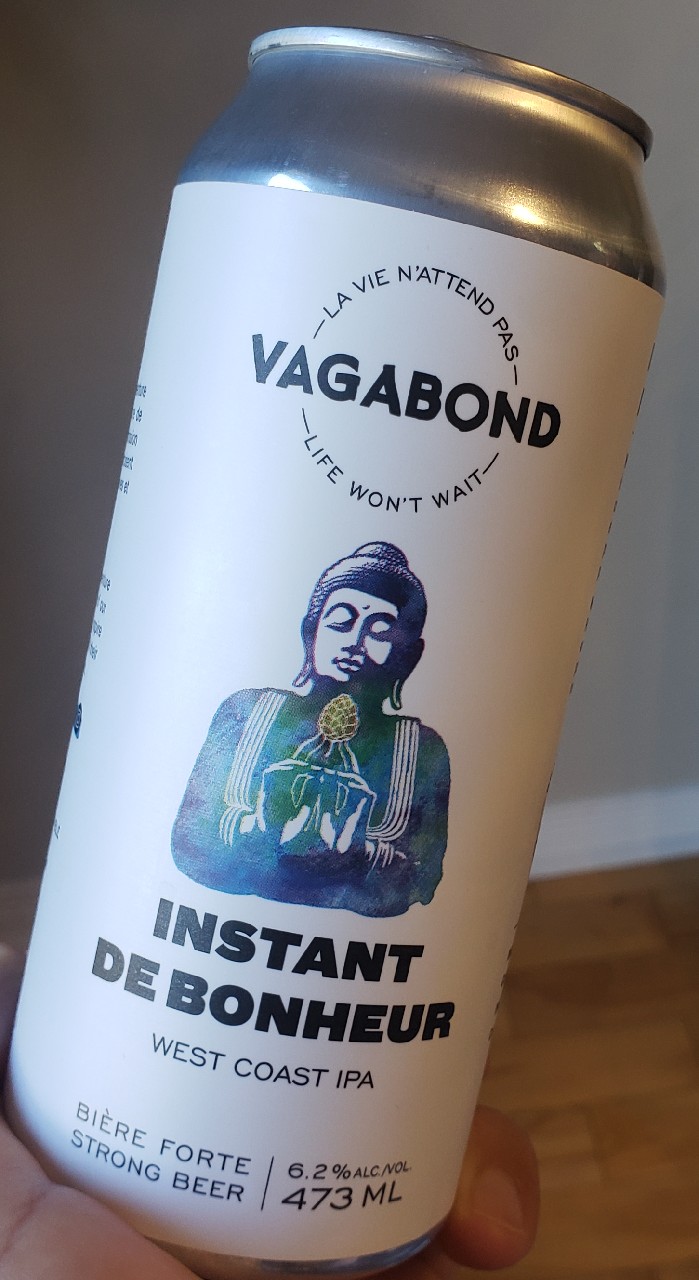 LA VIE N'ATTEND PAS
VAGABOND
LIFE WON'T WAIT
INSTANT
DE BONHEUR
WEST COAST IPA
BIÈRE FORTE
STRONG BEER
6.2% ALC./VOL.
473 ML